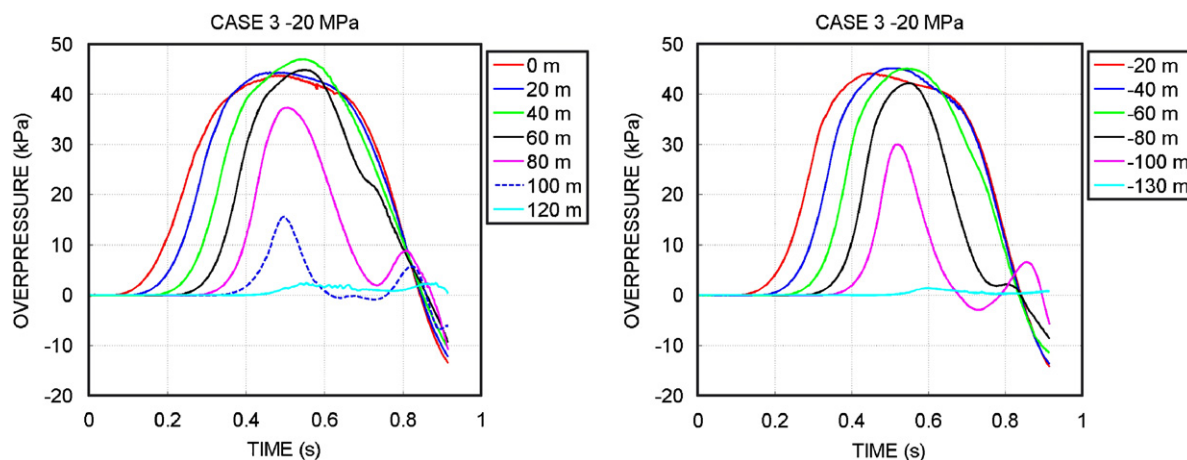 CASE 3 -20 MPa
50
40
30
20
10
0
-10
-20
OVERPRESSURE (kPa)
0
0.2
0.4
0.6
0.8
1
TIME (s)
0 m
20 m
40 m
60 m
80 m
100 m
120 m
CASE 3 -20 MPa
50
40
30
20
10
0
-10
-20
OVERPRESSURE (kPa)
0
0.2
0.4
0.6
0.8
1
TIME (s)
-20 m
-40 m
-60 m
-80 m
-100 m
-130 m